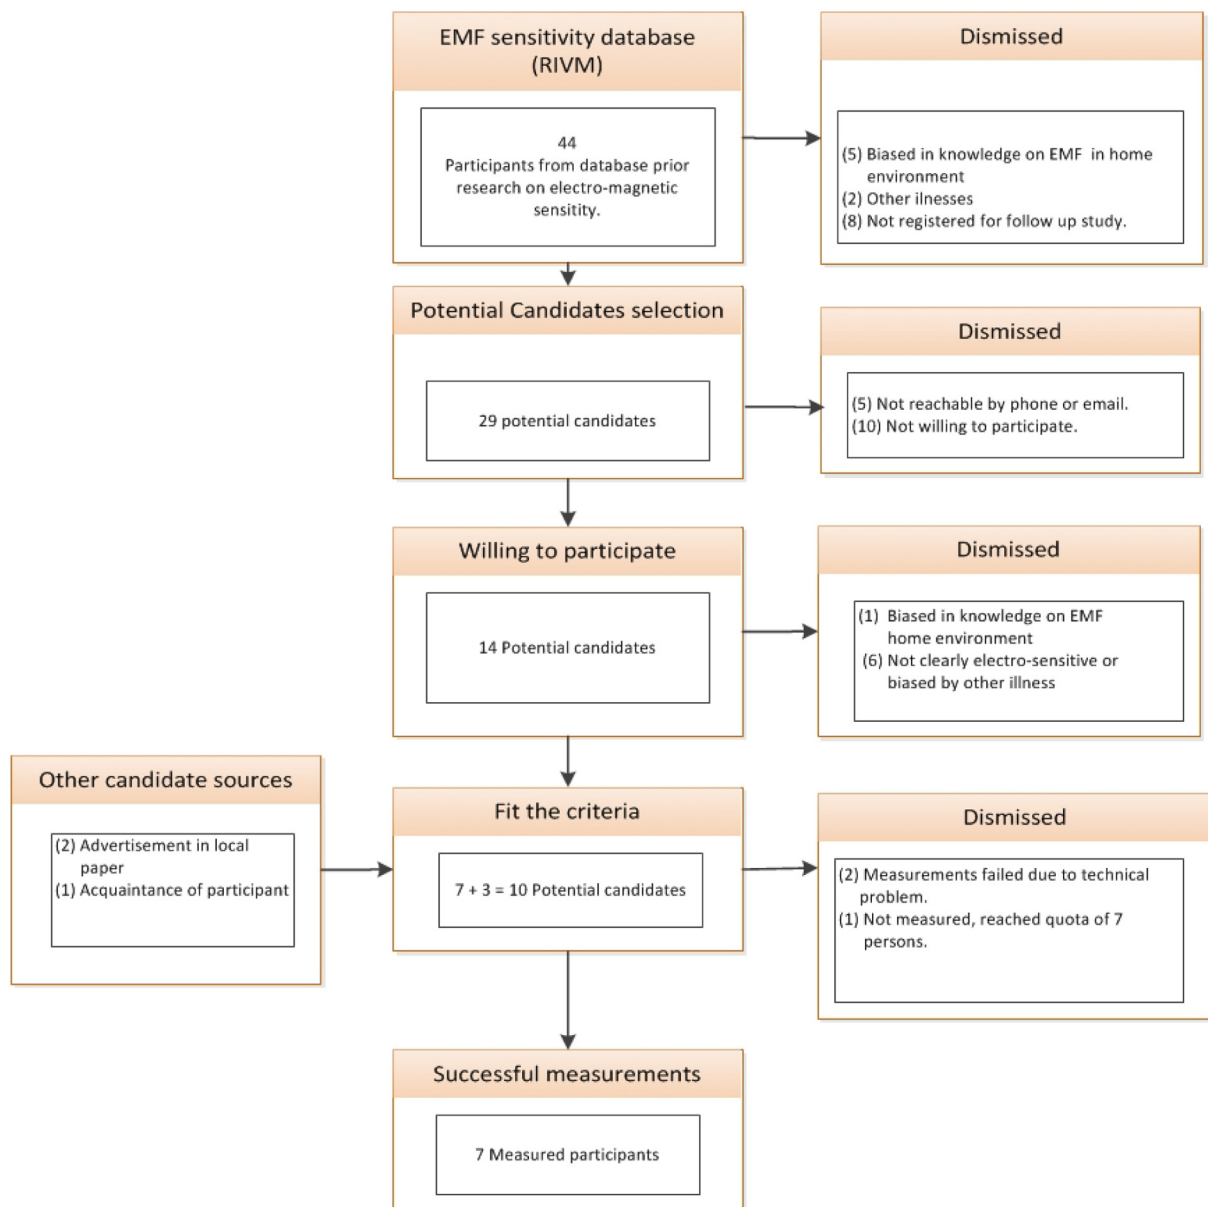 EMF sensitivity database
(RIVM)
44
Participants from database prior
research on electro-magnetic
sensitity.
Dismissed
(5) Biased in knowledge on EMF in home
environment
(2) Other ilnesses
(8) Not registered for follow up study.
Potential Candidates selection
29 potential candidates
Dismissed
(5) Not reachable by phone or email.
(10) Not willing to participate.
Willing to participate
14 Potential candidates
Dismissed
(1) Biased in knowledge on EMF
home environment
(6) Not clearly electro-sensitive or
biased by other illness
Other candidate sources
(2) Advertisement in local
paper
(1) Acquaintance of participant
Fit the criteria
7 + 3 = 10 Potential candidates
Dismissed
(2) Measurements failed due to technical
problem.
(1) Not measured, reached quota of 7
persons.
Successful measurements
7 Measured participants